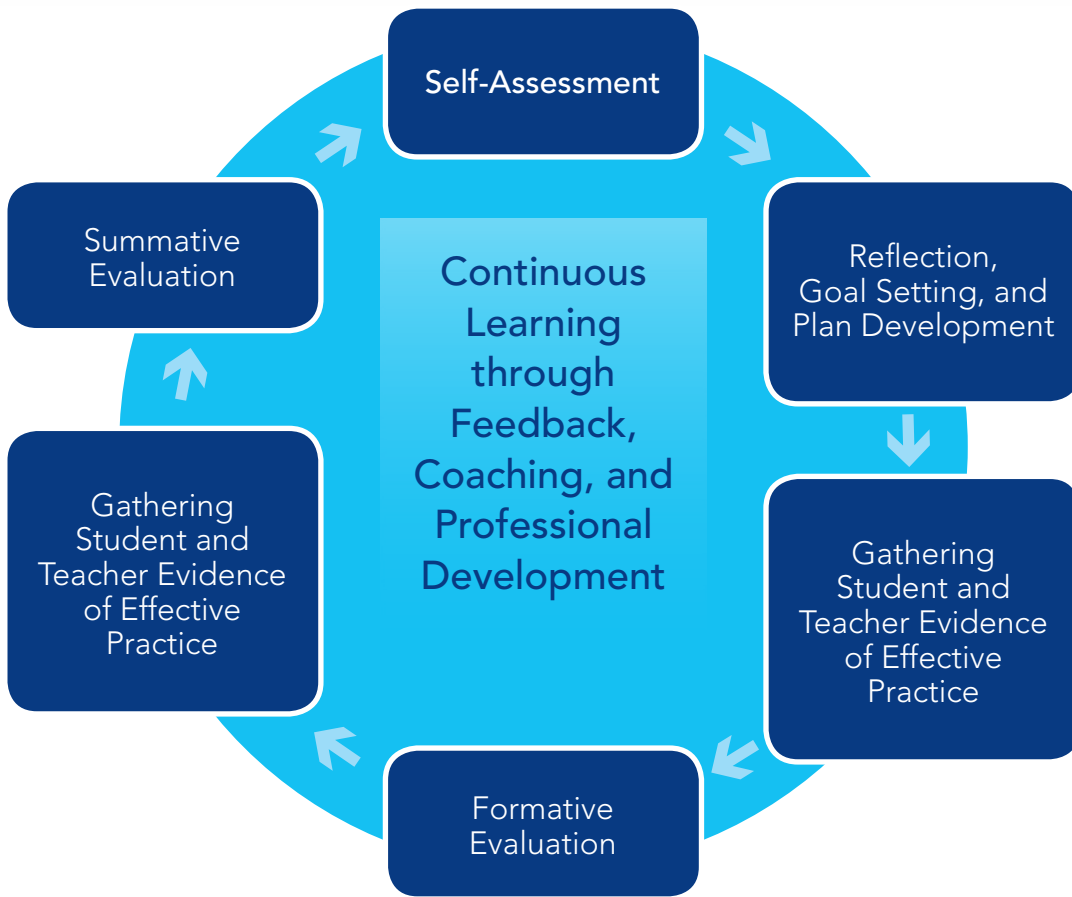 Self-Assessment
Reflection,
Goal Setting, and
Plan Development
Gathering
Student and
Teacher Evidence
of Effective
Practice
Formative
Evaluation
Gathering
Student and
Teacher Evidence
of Effective
Practice
Summative
Evaluation
Continuous
Learning
through
Feedback,
Coaching, and
Professional
Development